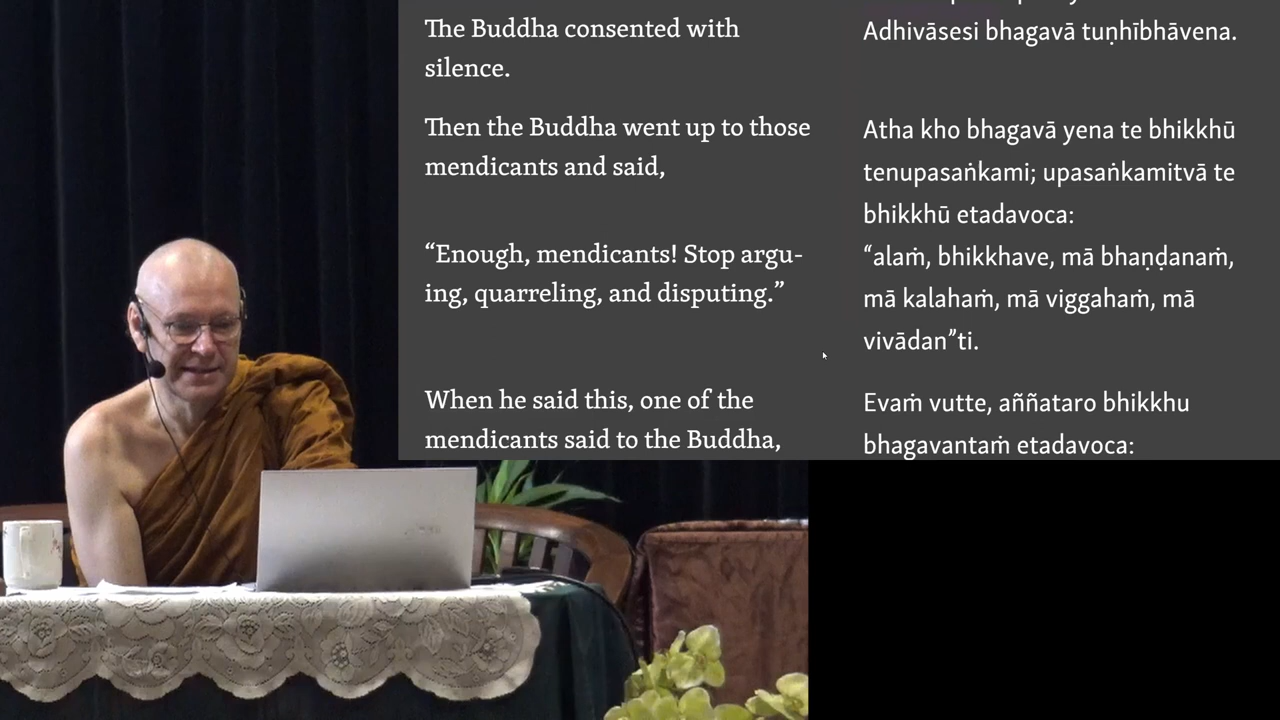 The Buddha consented with
silence.
Then the Buddha went up to those
mendicants and said,
“Enough, mendicants! Stop argu-
ing, quarreling, and disputing.”
When he said this, one of the
mendicants said to the Buddha,
Adhivāsesi bhagavā tuṇhībhāvena.
Atha kho bhagavā yena te bhikkhū
tenupasaṅkami; upasaṅkamitvā te
bhikkhū etadavoca:
“alaṁ, bhikkhave, mā bhaṇḍanaṁ,
mā kalahaṁ, mā viggahaṁ, mā
vivādan”ti.
Evaṁ vutte, aññataro bhikkhu
bhagavantaṁ etadavoca: